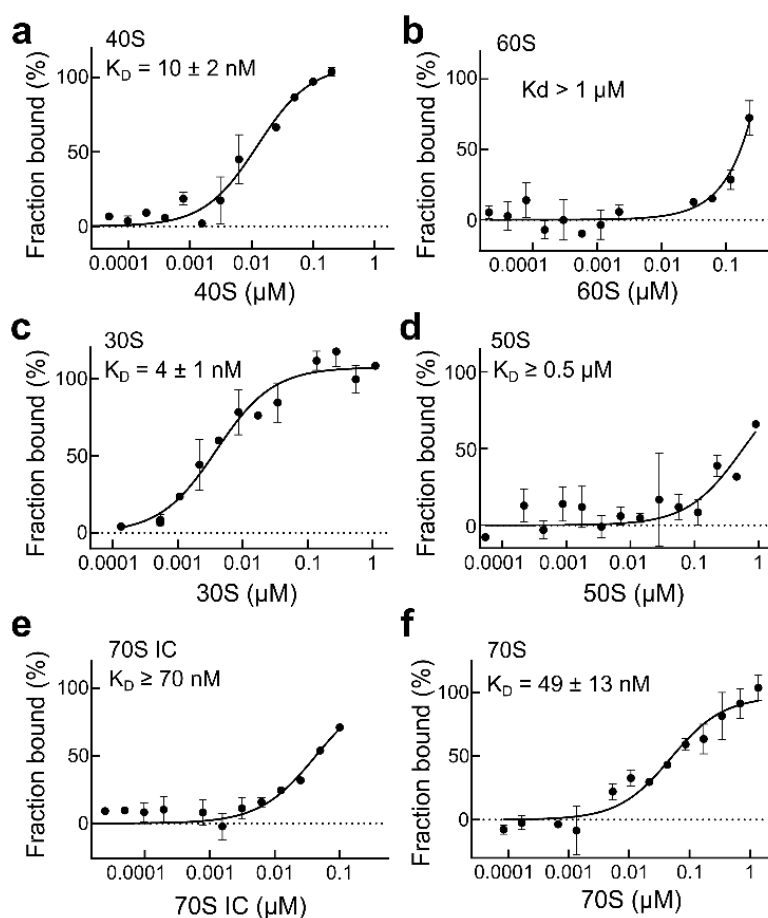 a
40S
K_D = 10 ± 2 nM
Fraction bound (%)
100
50
0
0.0001 0.001 0.01 0.1 1
40S (µM)
b
60S
Kd > 1 µM
Fraction bound (%)
100
50
0
0.0001 0.001 0.01 0.1 1
60S (µM)
c
30S
K_D = 4 ± 1 nM
Fraction bound (%)
100
50
0
0.0001 0.001 0.01 0.1 1
30S (µM)
d
50S
K_D ≥ 0.5 µM
Fraction bound (%)
100
50
0
0.0001 0.001 0.01 0.1 1
50S (µM)
e
70S IC
K_D ≥ 70 nM
Fraction bound (%)
100
50
0
0.0001 0.001 0.01 0.1 1
70S IC (µM)
f
70S
K_D = 49 ± 13 nM
Fraction bound (%)
100
50
0
0.0001 0.001 0.01 0.1 1
70S (µM)